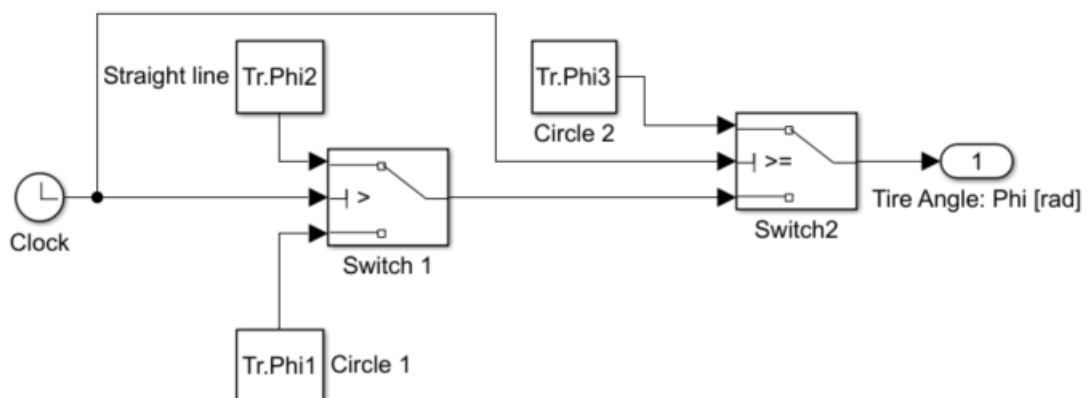 Straight line
Tr.Phi2
Tr.Phi3
Circle 2
>
>=
1
Tire Angle: Phi [rad]
Clock
Switch 1
Switch2
Tr.Phi1
Circle 1